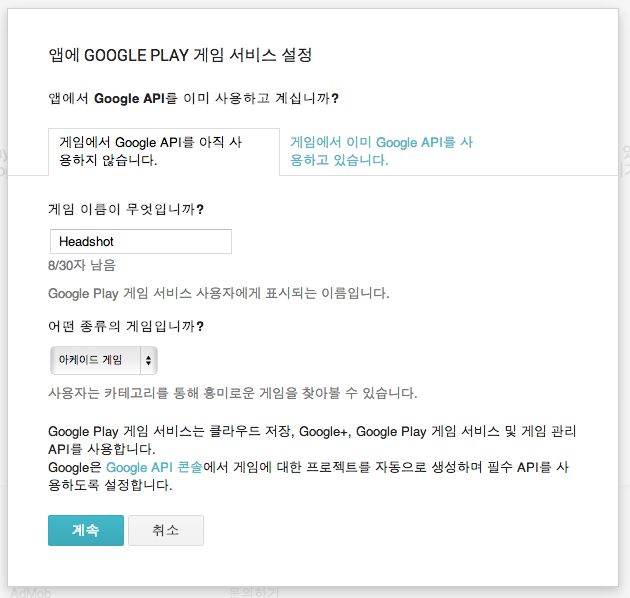 앱에 GOOGLE PLAY 게임 서비스 설정
앱에서 Google API를 이미 사용하고 계십니까?
게임에서 Google API를 아직 사
용하지 않습니다.
게임에서 이미 Google API를 사
용하고 있습니다.
게임 이름이 무엇입니까?
Headshot
8/30자 남음
Google Play 게임 서비스 사용자에게 표시되는 이름입니다.
어떤 종류의 게임입니까?
아케이드 게임
사용자는 카테고리를 통해 흥미로운 게임을 찾아볼 수 있습니다.
Google Play 게임 서비스는 클라우드 저장, Google+, Google Play 게임 서비스 및 게임 관리
API를 사용합니다.
Google은 Google API 콘솔에서 게임에 대한 프로젝트를 자동으로 생성하며 필수 API를 사
용하도록 설정합니다.
계속
취소
AdMob
문의하기